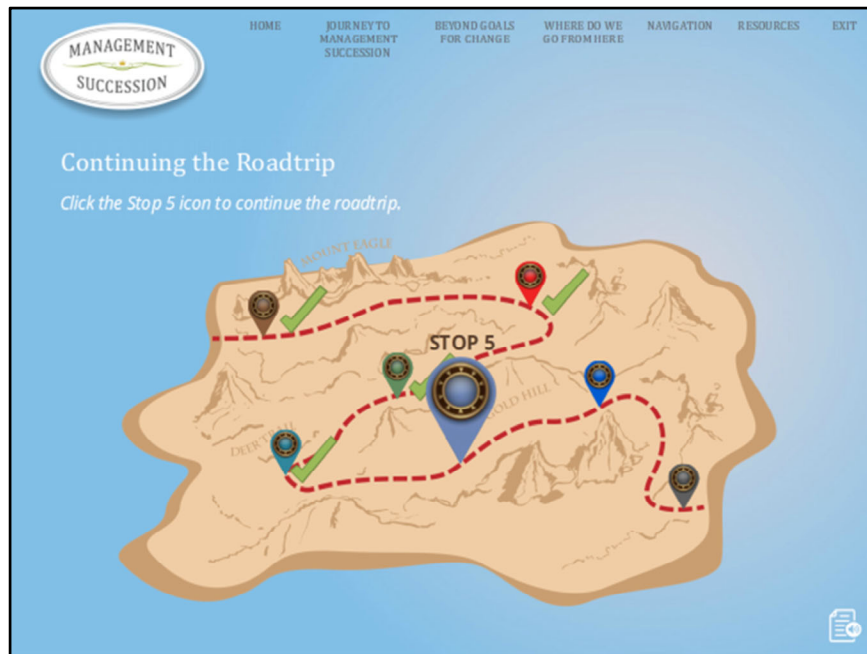 HOME
JOURNEY TO
MANAGEMENT
SUCCESSION
BEYOND GOALS
FOR CHANGE
WHERE DO WE
GO FROM HERE
NAVIGATION
RESOURCES
EXIT
MANAGEMENT
SUCCESSION
Continuing the Roadtrip
Click the Stop 5 icon to continue the roadtrip.
MOUNT EAGLE
STOP 5
GOLD HILL
DEER TRAIL